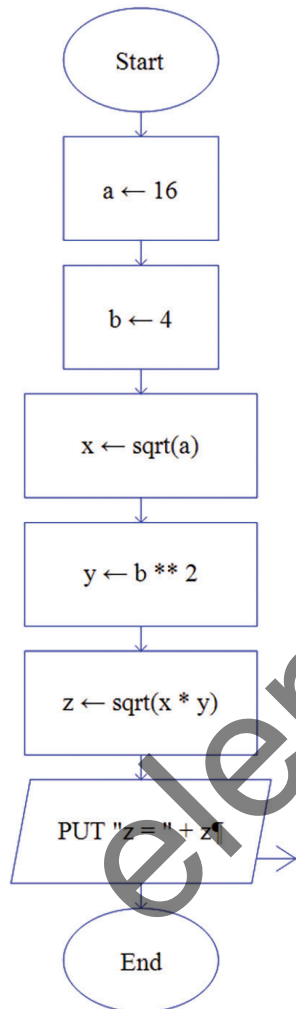 Start
a ← 16
b ← 4
x ← sqrt(a)
y ← b ** 2
z ← sqrt(x * y)
PUT "z = " + z¶
End